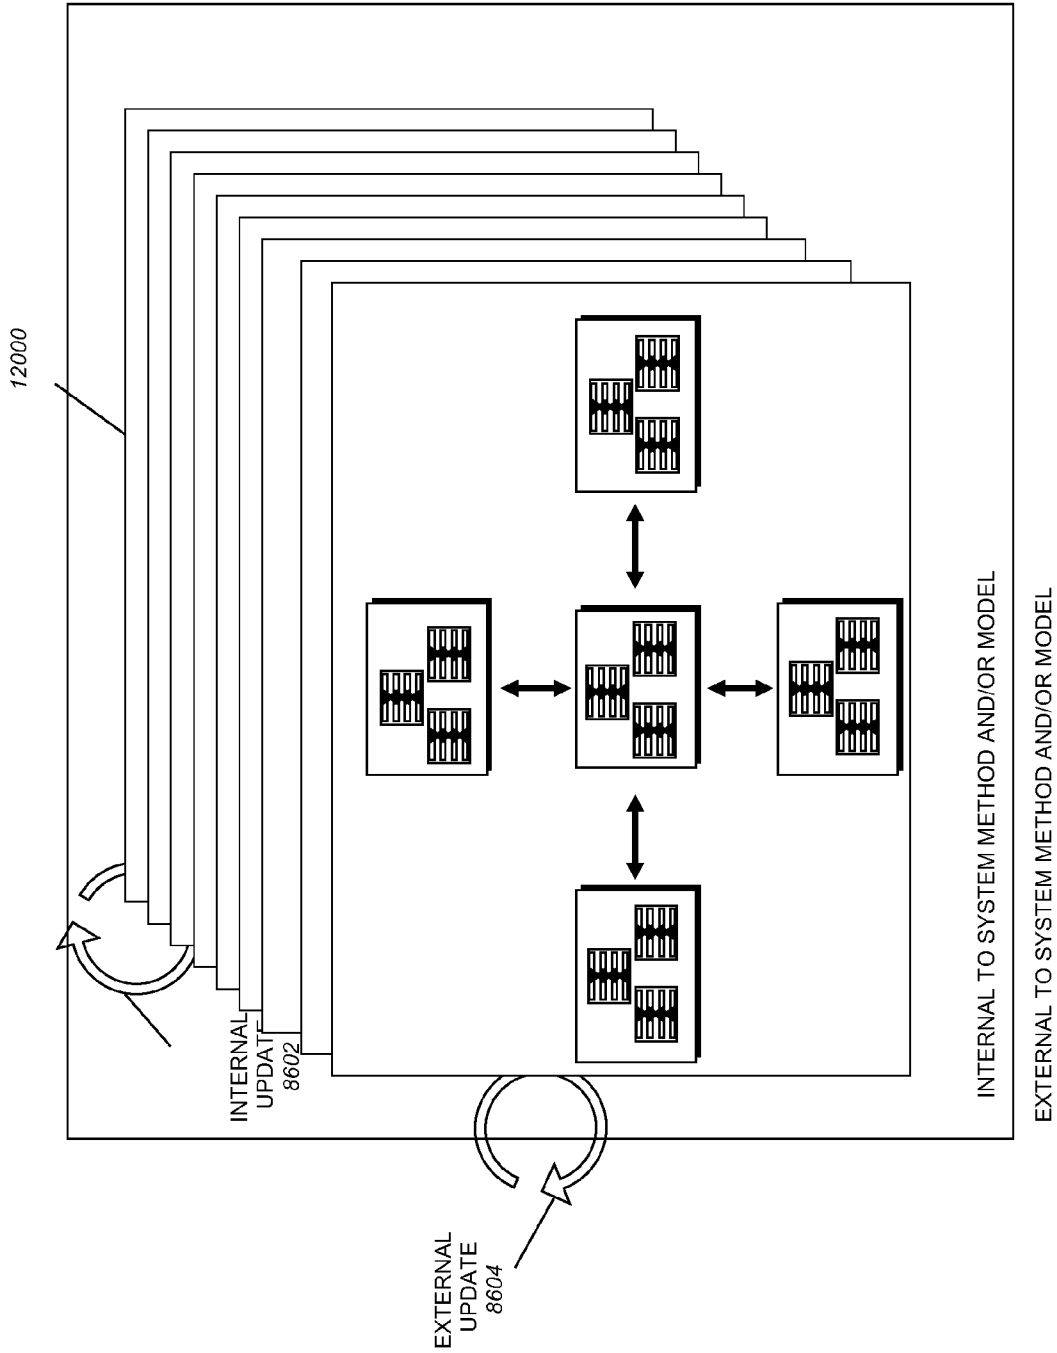 12000
INTERNAL
UPDATE
8602
EXTERNAL
UPDATE
8604
INTERNAL TO SYSTEM METHOD AND/OR MODEL
EXTERNAL TO SYSTEM METHOD AND/OR MODEL